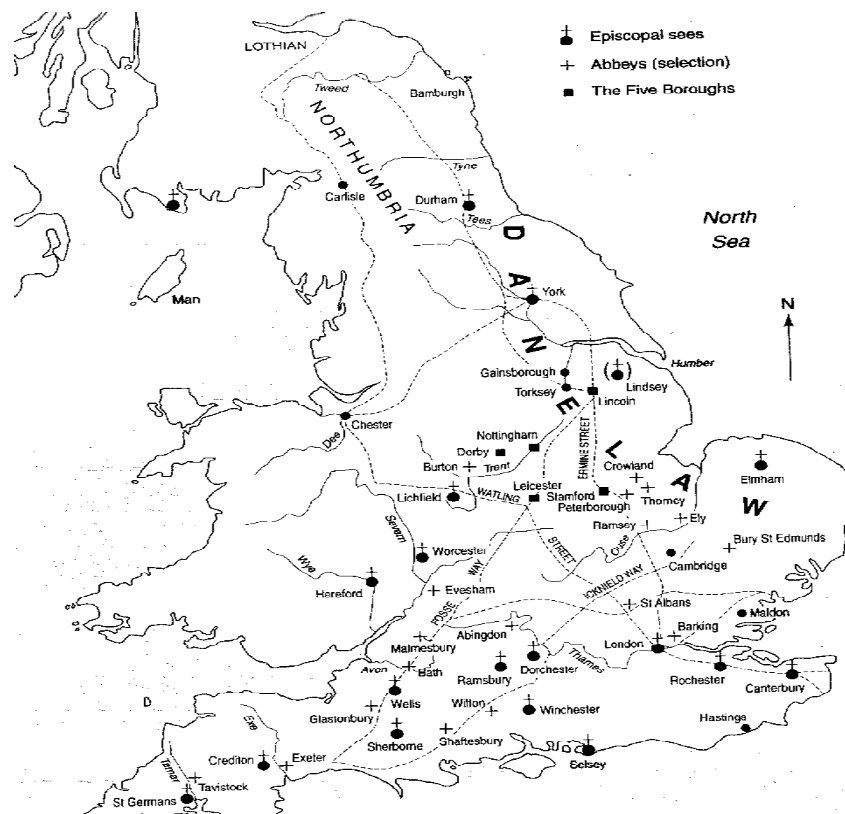 Episcopal sees
Abbeys (selection)
The Five Boroughs
LOTHIAN
Tweed
Bamburgh
NORTHUMBRIA
Tyne
Carlisle
Durham
Tees
North
Sea
DANELAW
Man
York
N
Humber
Gainsborough
Lindsey
Torksey
Lincoln
Chester
Dee
ERMINE STREET
Nottingham
Derby
Crowland
Burton
Trent
Elmham
Leicester
Stamford
Thorney
Lichfield
WATLING
Peterborough
Severn
Ramsey
Ely
STREET
Ouse
Bury St Edmunds
Worcester
Wye
WAY
Cambridge
Hereford
Evesham
ICKNIELD WAY
FOSSE
St Albans
Maldon
Abingdon
Barking
Malmesbury
London
Avon
Bath
Thames
Ramsbury
Dorchester
Rochester
Canterbury
Wells
Glastonbury
Wilton
Winchester
Hastings
Exe
Sherborne
Shaftesbury
Crediton
Exeter
Selsey
Tamar
Tavistock
St Germans